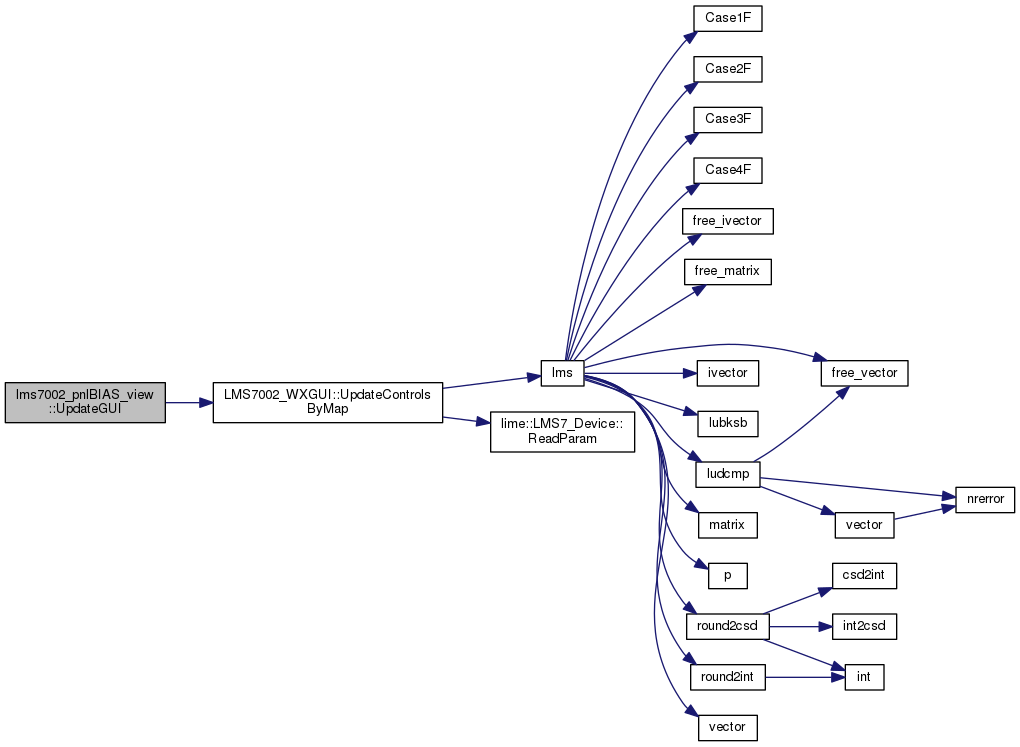 Case1F
Case2F
Case3F
Case4F
free_ivector
free_matrix
lms
ivector
free_vector
lms7002_pnlBIAS_view
::UpdateGUI
LMS7002_WXGUI::UpdateControls
ByMap
lime::LMS7_Device::
ReadParam
lubksb
ludcmp
nrerror
matrix
vector
p
csd2int
round2csd
int2csd
round2int
int
vector